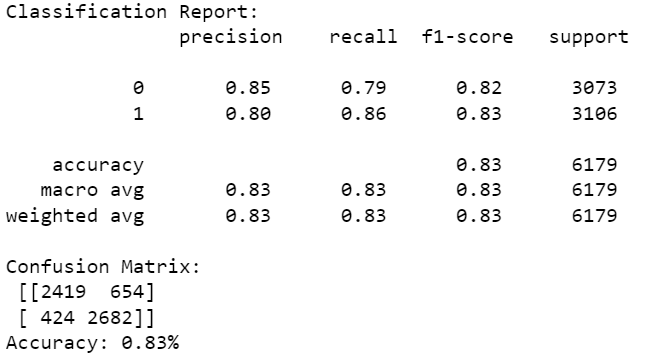 Classification Report:
precision recall f1-score support
0 0.85 0.79 0.82 3073
1 0.80 0.86 0.83 3106
accuracy 0.83 6179
macro avg 0.83 0.83 0.83 6179
weighted avg 0.83 0.83 0.83 6179
Confusion Matrix:
[[2419 654]
[ 424 2682]]
Accuracy: 0.83%